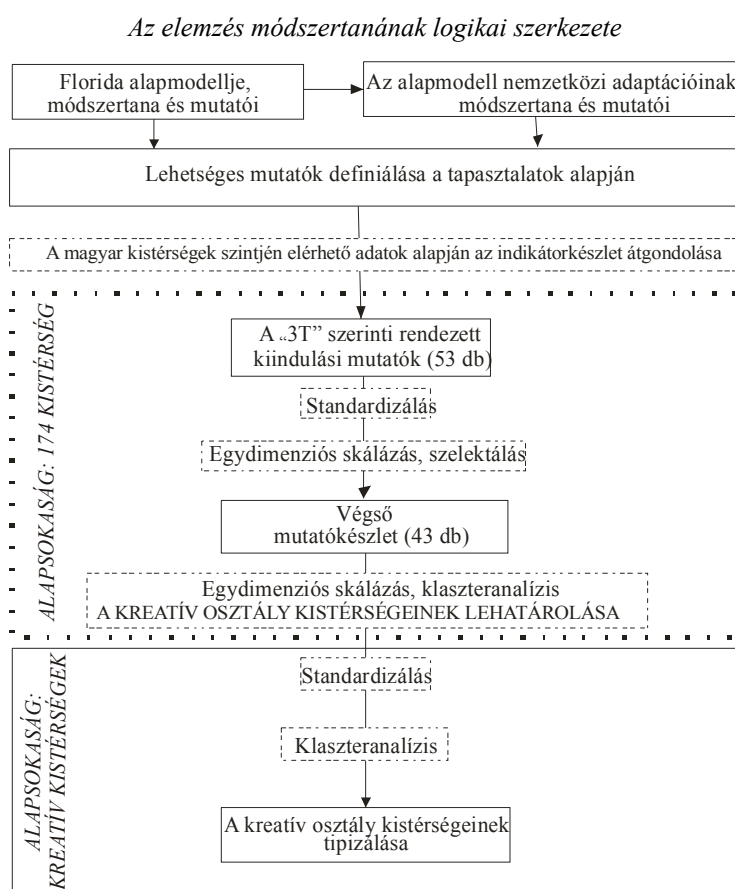 Az elemzés módszertanának logikai szerkezete
Florida alapmodellje,
módszertana és mutatói
Az alapmodell nemzetközi adaptációinak
módszertana és mutatói
Lehetséges mutatók definiálása a tapasztalatok alapján
A magyar kistérségek szintjén elérhető adatok alapján az indikátorkészlet átgondolása
ALAPSOKASÁG: 174 KISTÉRSÉG
A „3T” szerinti rendezett
kiindulási mutatók (53 db)
Standardizálás
Egydimenziós skálázás, szelektálás
Végső
mutatókészlet (43 db)
Egydimenziós skálázás, klaszteranalízis
A KREATÍV OSZTÁLY KISTÉRSÉGEINEK LEHATÁROLÁSA
ALAPSOKASÁG:
KREATÍV KISTÉRSÉGEK
Standardizálás
Klaszteranalízis
A kreatív osztály kistérségeinek
tipizálása